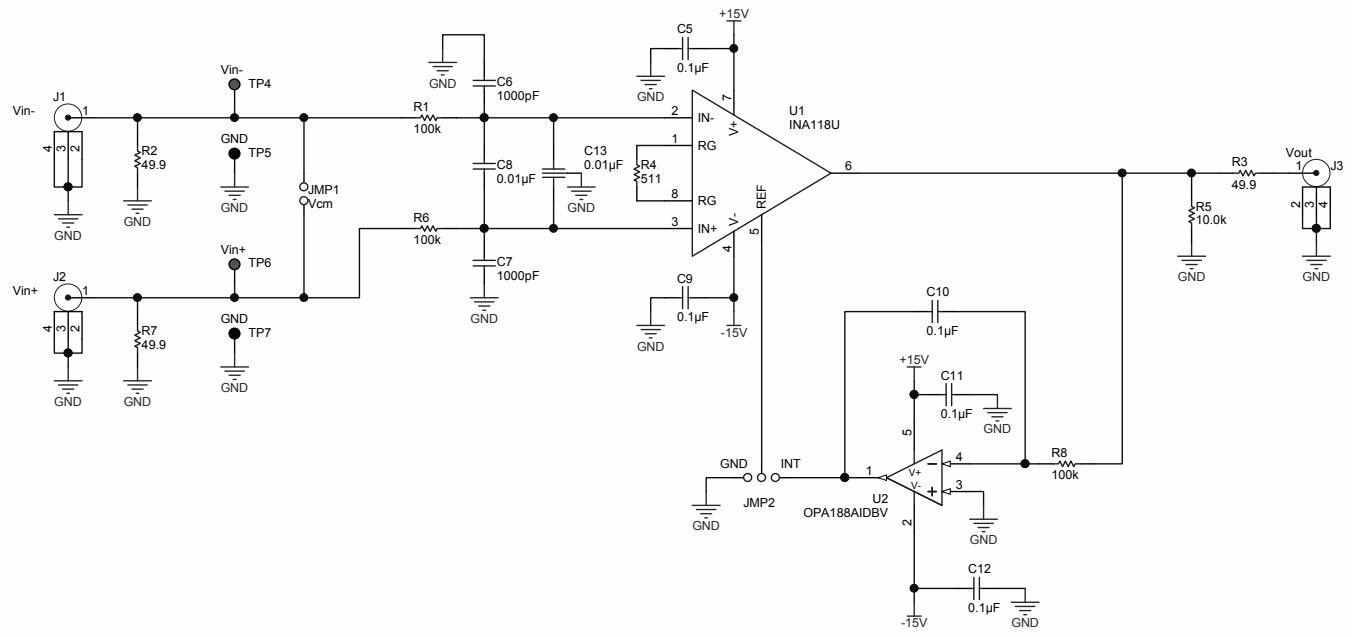 +15V
C5
0.1µF
GND
Vin-
TP4
GND
C6
1000pF
Vin-
J1
1
4
3
2
GND
R2
49.9
GND
GND
TP5
GND
JMP1
Vcm
R1
100k
C8
0.01µF
C13
0.01µF
GND
R4
511
2
IN-
1
RG
8
RG
3
IN+
7
V+
V-
4
REF
5
U1
INA118U
6
R3
49.9
Vout
1
J3
2
3
4
GND
R5
10.0k
GND
R6
100k
C7
1000pF
GND
Vin+
TP6
Vin+
J2
1
4
3
2
GND
R7
49.9
GND
GND
TP7
GND
C9
0.1µF
GND
-15V
C10
0.1µF
+15V
C11
0.1µF
GND
5
V+
V-
4
3
1
2
U2
OPA188AIDBV
−
+
R8
100k
GND
GND
INT
JMP2
GND
C12
0.1µF
GND
-15V